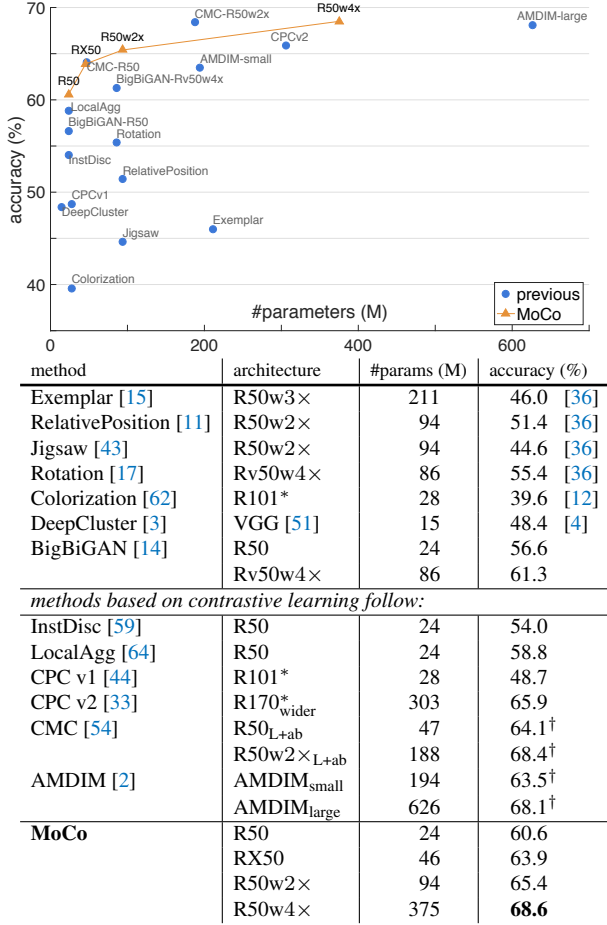 70
60
50
40
0
200
400
600
accuracy (%)
#parameters (M)
CMC-R50w2x
R50w4x
AMDIM-large
R50w2x
CPCv2
RX50
CMC-R50
AMDIM-small
R50
BigBiGAN-Rv50w4x
LocalAgg
BigBiGAN-R50
Rotation
InstDisc
RelativePosition
CPCv1
DeepCluster
Exemplar
Jigsaw
Colorization
previous
MoCo
method architecture #params (M) accuracy (%)
Exemplar [15] R50w3× 211 46.0 [36]
RelativePosition [11] R50w2× 94 51.4 [36]
Jigsaw [43] R50w2× 94 44.6 [36]
Rotation [17] Rv50w4× 86 55.4 [36]
Colorization [62] R101* 28 39.6 [12]
DeepCluster [3] VGG [51] 15 48.4 [4]
BigBiGAN [14] R50 24 56.6
Rv50w4× 86 61.3
methods based on contrastive learning follow:
InstDisc [59] R50 24 54.0
LocalAgg [64] R50 24 58.8
CPC v1 [44] R101* 28 48.7
CPC v2 [33] R170*wider 303 65.9
CMC [54] R50L+ab 47 64.1†
R50w2×L+ab 188 68.4†
AMDIM [2] AMDIMsmall 194 63.5†
AMDIMlarge 626 68.1†
MoCo R50 24 60.6
RX50 46 63.9
R50w2× 94 65.4
R50w4× 375 68.6